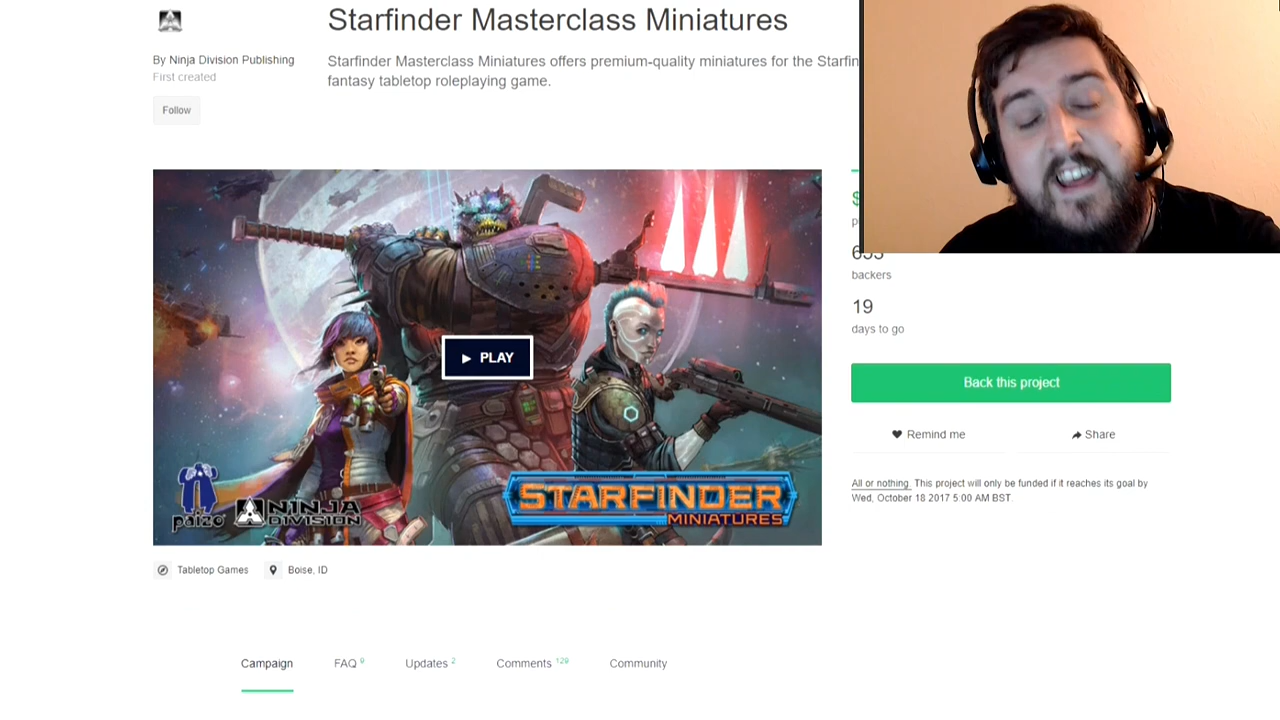 Starfinder Masterclass Miniatures
By Ninja Division Publishing
First created
Follow
Starfinder Masterclass Miniatures offers premium-quality miniatures for the
fantasy tabletop roleplaying game.
PLAY
paizo
NINJA
DIVISION
STARFINDER
MINIATURES
$
backers
19
days to go
Back this project
Remind me
Share
All or nothing. This project will only be funded if it reaches its goal by
Wed, October 18 2017 5:00 AM BST.
Tabletop Games
Boise, ID
Campaign
FAQ
Updates 2
Comments 129
Community